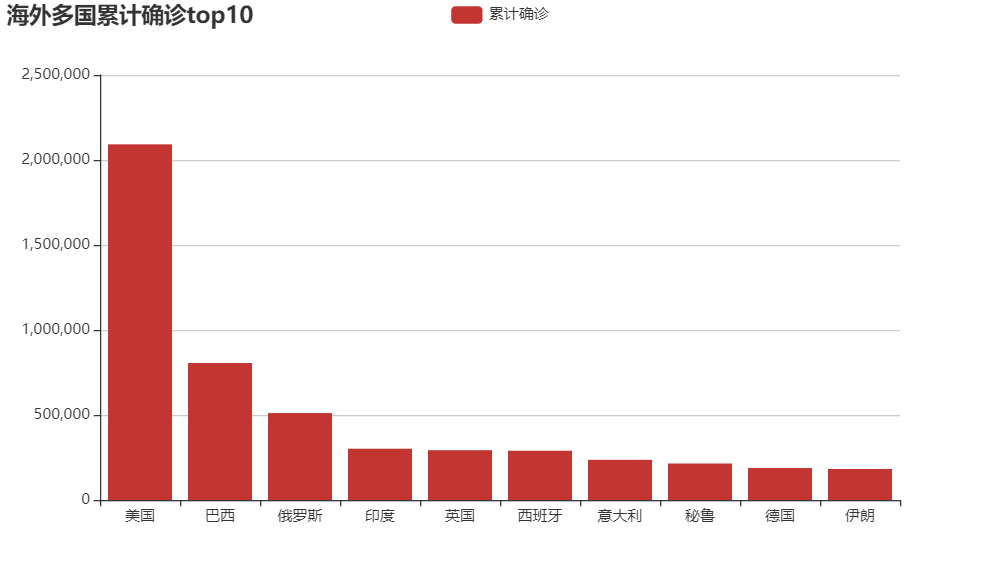 海外多国累计确诊top10
累计确诊
2,500,000
2,000,000
1,500,000
1,000,000
500,000
0
美国 巴西 俄罗斯 印度 英国 西班牙 意大利 秘鲁 德国 伊朗